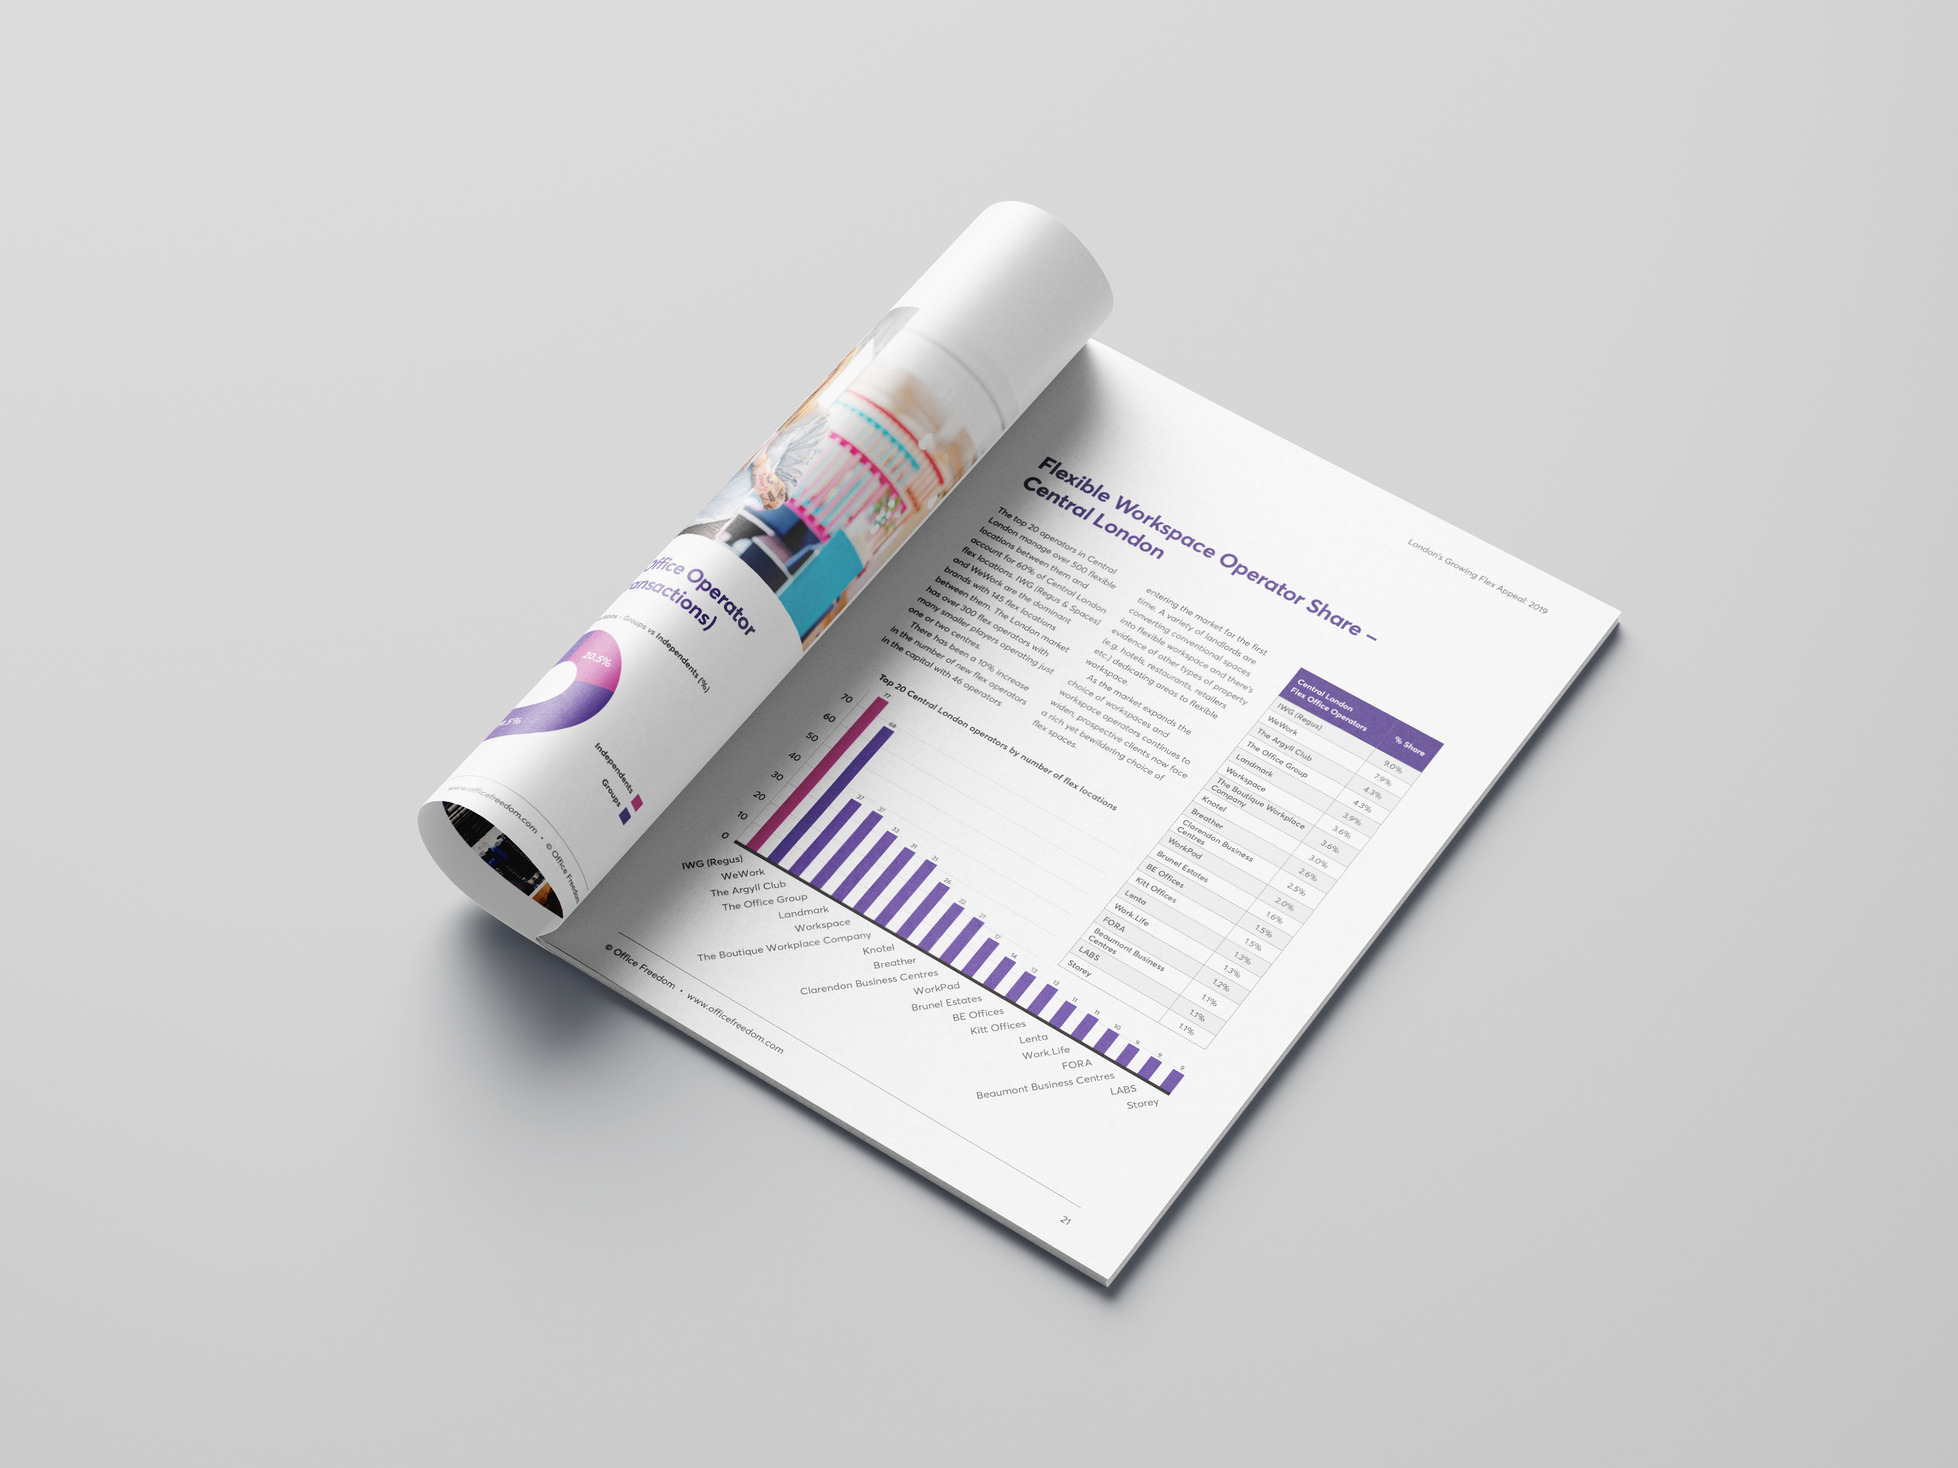 Office Operator
ansactions)
Groups vs Independents (%)
20.5%
Independents
Groups
www.officefreedom.com • © Office Freedom
London's Growing Flex Appeal: 2019
Flexible Workspace Operator Share –
Central London
The top 20 operators in Central
London manage over 500 flexible
locations between them and
account for 60% of Central London
flex locations. IWG (Regus & Spaces)
and WeWork are the dominant
brands with 145 flex locations
between them. The London market
has over 300 flex operators with
many smaller players operating just
one or two centres.
There has been a 10% increase
in the number of new flex operators
in the capital with 46 operators
entering the market for the first
time. A variety of landlords are
converting conventional spaces
into flexible workspace and there's
evidence of other types of property
(e.g. hotels, restaurants, retailers
etc.) dedicating areas to flexible
workspace.
As the market expands the
choice of workspaces and
workspace operators continues to
widen, prospective clients now face
a rich yet bewildering choice of
flex spaces.
Top 20 Central London operators by number of flex locations
70
60
50
40
30
20
10
0
77
68
37
37
33
31
31
26
22
21
17
14
13
13
11
11
10
9
9
9
IWG (Regus)
WeWork
The Argyll Club
The Office Group
Landmark
Workspace
The Boutique Workplace Company
Knotel
Breather
Clarendon Business Centres
WorkPad
Brunel Estates
BE Offices
Kitt Offices
Lenta
Work.Life
FORA
Beaumont Business Centres
LABS
Storey
Central London
Flex Office Operators % Share
IWG (Regus) 9.0%
WeWork 7.9%
The Argyll Club 4.3%
The Office Group 4.3%
Landmark 3.9%
Workspace 3.6%
The Boutique Workplace
Company 3.6%
Knotel 3.0%
Breather 2.6%
Clarendon Business
Centres 2.5%
WorkPad 2.0%
Brunel Estates 1.6%
BE Offices 1.5%
Kitt Offices 1.5%
Lenta 1.3%
Work.Life 1.3%
FORA 1.2%
Beaumont Business
Centres 1.1%
LABS 1.1%
Storey 1.1%
© Office Freedom • www.officefreedom.com
21